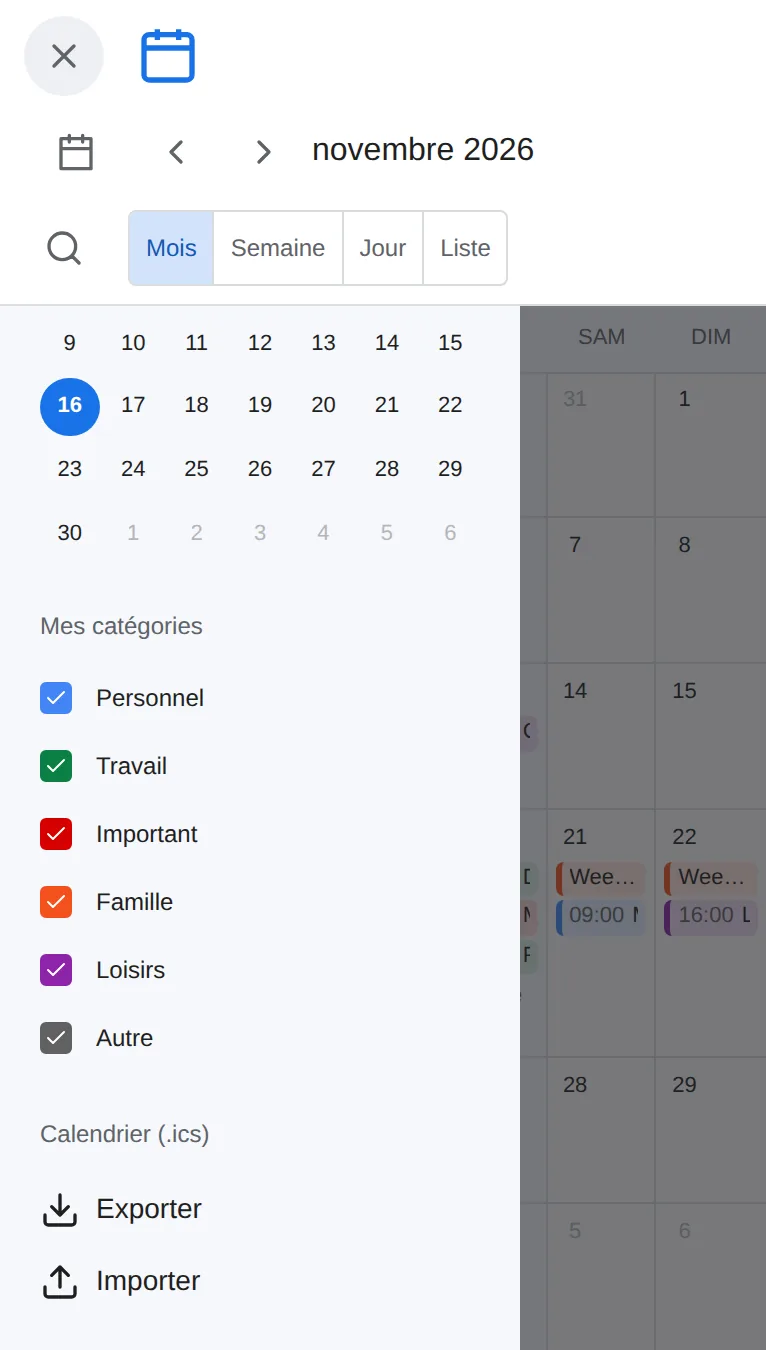 novembre 2026
Mois Semaine Jour Liste
9 10 11 12 13 14 15
16 17 18 19 20 21 22
23 24 25 26 27 28 29
30 1 2 3 4 5 6
Mes catégories
Personnel
Travail
Important
Famille
Loisirs
Autre
Calendrier (.ics)
Exporter
Importer
SAM DIM
31 1
7 8
14 15
21 22
Wee… Wee…
09:00 16:00 L
28 29
5 6